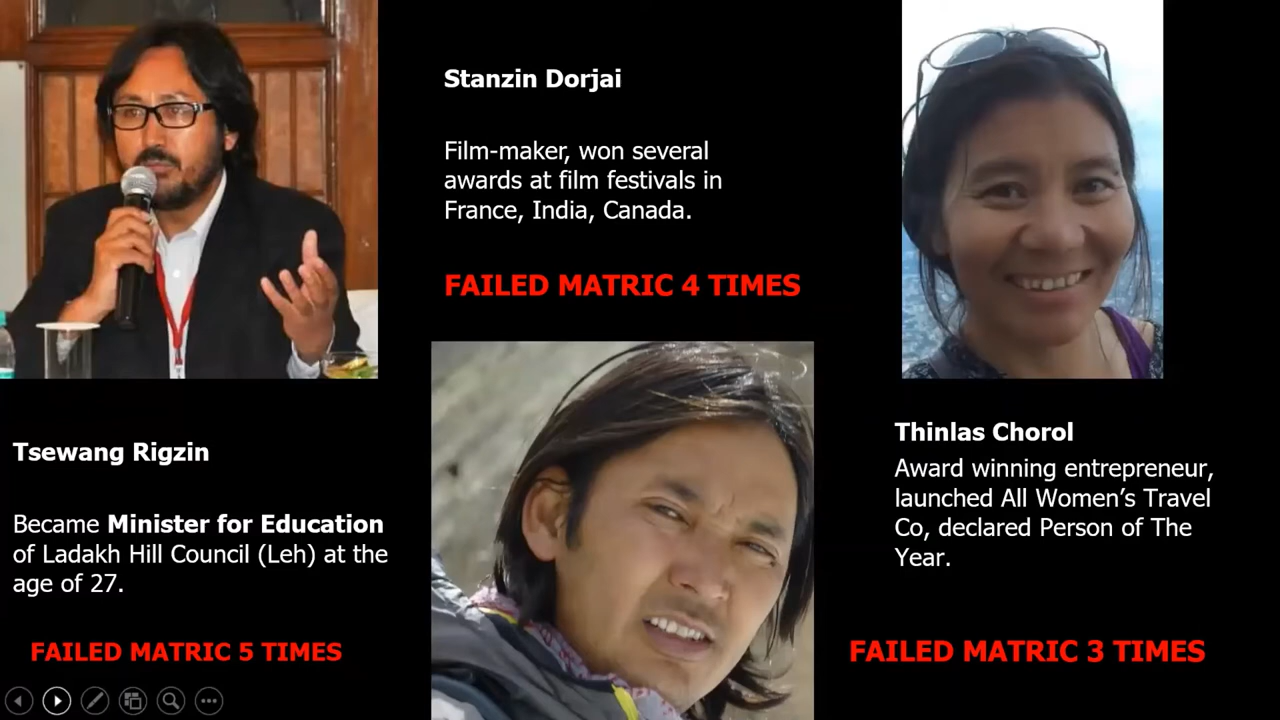 Stanzin Dorjai
Film-maker, won several
awards at film festivals in
France, India, Canada.
FAILED MATRIC 4 TIMES
Tsewang Rigzin
Became Minister for Education
of Ladakh Hill Council (Leh) at the
age of 27.
FAILED MATRIC 5 TIMES
Thinlas Chorol
Award winning entrepreneur,
launched All Women’s Travel
Co, declared Person of The
Year.
FAILED MATRIC 3 TIMES